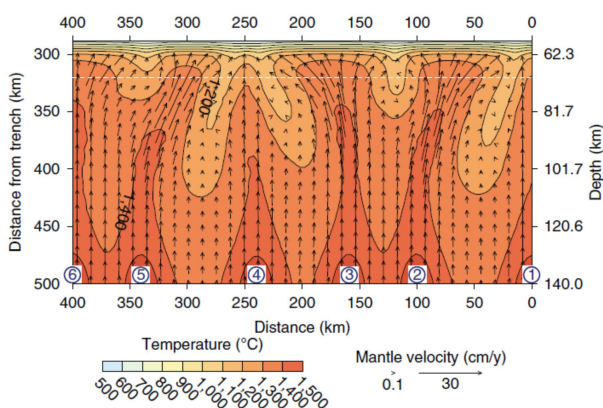 400 350 300 250 200 150 100 50 0
300 62.3
350 81.7
400 101.7
450 120.6
500 140.0
Distance from trench (km)
Depth (km)
1,200
1,400
⑥ ⑤ ④ ③ ② ①
400 350 300 250 200 150 100 50 0
Distance (km)
Temperature (°C)
500 600 700 800 900 1,000 1,100 1,200 1,300 1,400 1,500
Mantle velocity (cm/y)
0.1 30